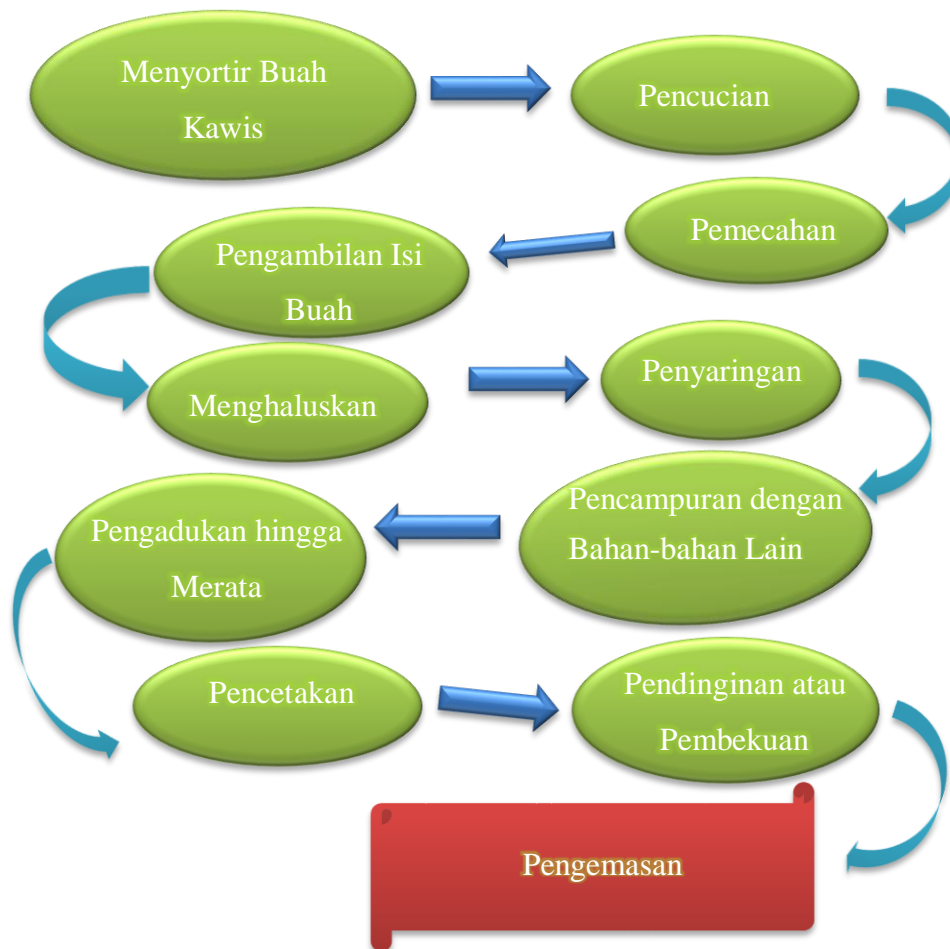 Menyortir Buah
Kawis
Pencucian
Pemecahan
Pengambilan Isi
Buah
Menghaluskan
Penyaringan
Pencampuran dengan
Bahan-bahan Lain
Pengadukan hingga
Merata
Pencetakan
Pendinginan atau
Pembekuan
Pengemasan